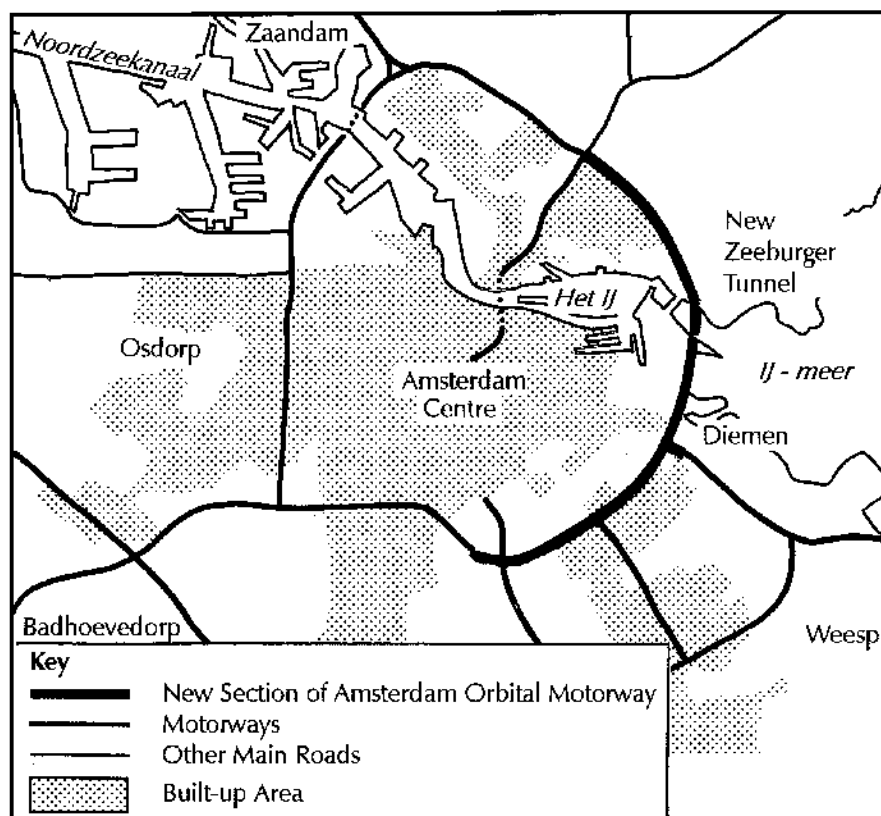 Zaandam
Noordzeekanaal
New
Zeeburger
Tunnel
Het IJ
Osdorp
IJ - meer
Amsterdam
Centre
Diemen
Badhoevedorp
Weesp
Key
New Section of Amsterdam Orbital Motorway
Motorways
Other Main Roads
Built-up Area